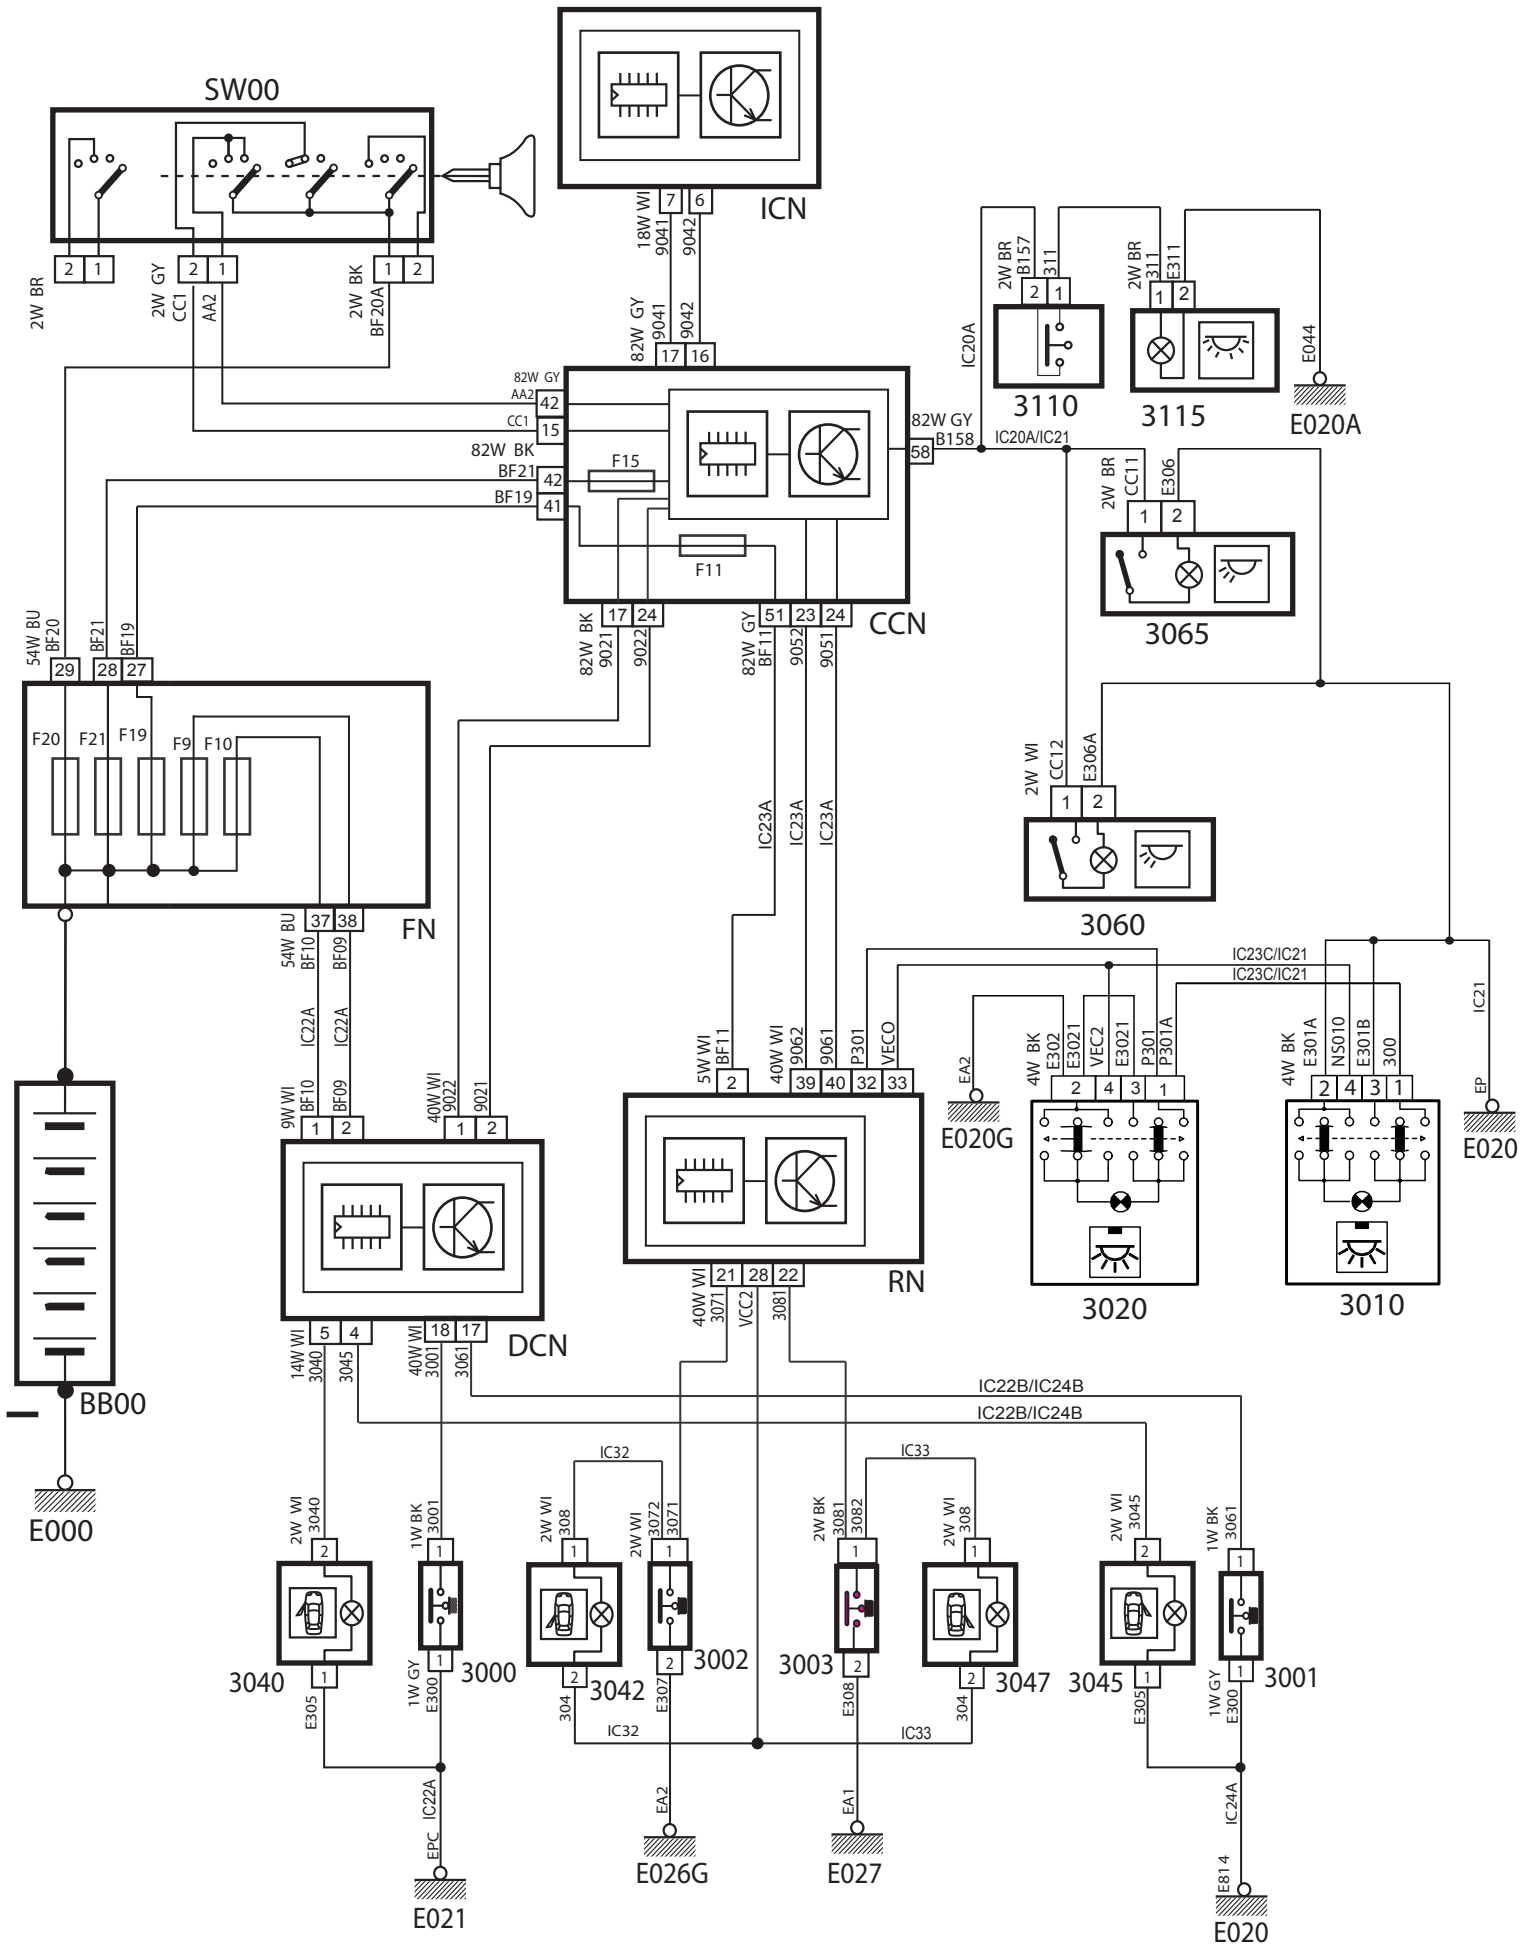 SW00
2
1
2
1
1
2
2W BR
2W GY
CC1
AA2
2W BK
BF20A
ICN
7
6
18W WI
9041
9042
82W GY
9041
9042
17
16
82W GY
AA2
42
CC1
15
82W BK
BF21
42
BF19
41
F15
F11
82W GY
B158
58
IC20A/IC21
IC20A
CCN
17
24
51
23
24
82W BK
9021
9022
82W GY
BF11
9052
9051
2W BR
B157
311
2
1
3110
2W BR
311
E311
1
2
3115
E044
E020A
2W BR
CC11
E306
1
2
3065
2W WI
CC12
E306A
1
2
3060
54W BU
BF20
BF21
BF19
29
28
27
F20
F21
F19
F9
F10
FN
37
38
54W BU
BF10
BF09
IC22A
IC22A
9W WI
BF10
BF09
1
2
40W WI
9022
9021
1
2
DCN
5
4
18
17
14W WI
3040
3045
40W WI
3001
3061
IC23A
IC23A
IC23A
5W WI
BF11
2
40W WI
9062
9061
P301
VECO
39
40
32
33
RN
21
28
22
40W WI
3071
VCC2
3081
IC23C/IC21
IC23C/IC21
EA2
E020G
4W BK
E302
E3021
VEC2
E3021
P301
P301A
2
4
3
1
3020
4W BK
E301A
NS010
E301B
300
2
4
3
1
3010
IC21
EP
E020
BB00
E000
IC22B/IC24B
IC22B/IC24B
IC32
IC33
2W WI
3040
2
3040
1
E305
1W BK
3001
1
3000
1
1W GY
E300
IC22A
EPC
E021
2W WI
308
1
3042
2
304
2W WI
3072
3071
1
3002
2
E307
IC32
EA2
E026G
2W BK
3081
3082
1
3003
2
E308
EA1
E027
2W WI
308
1
3047
2
304
IC33
2W WI
3045
2
3045
1
E305
1W BK
3061
1
3001
1
1W GY
E300
IC24A
E814
E020